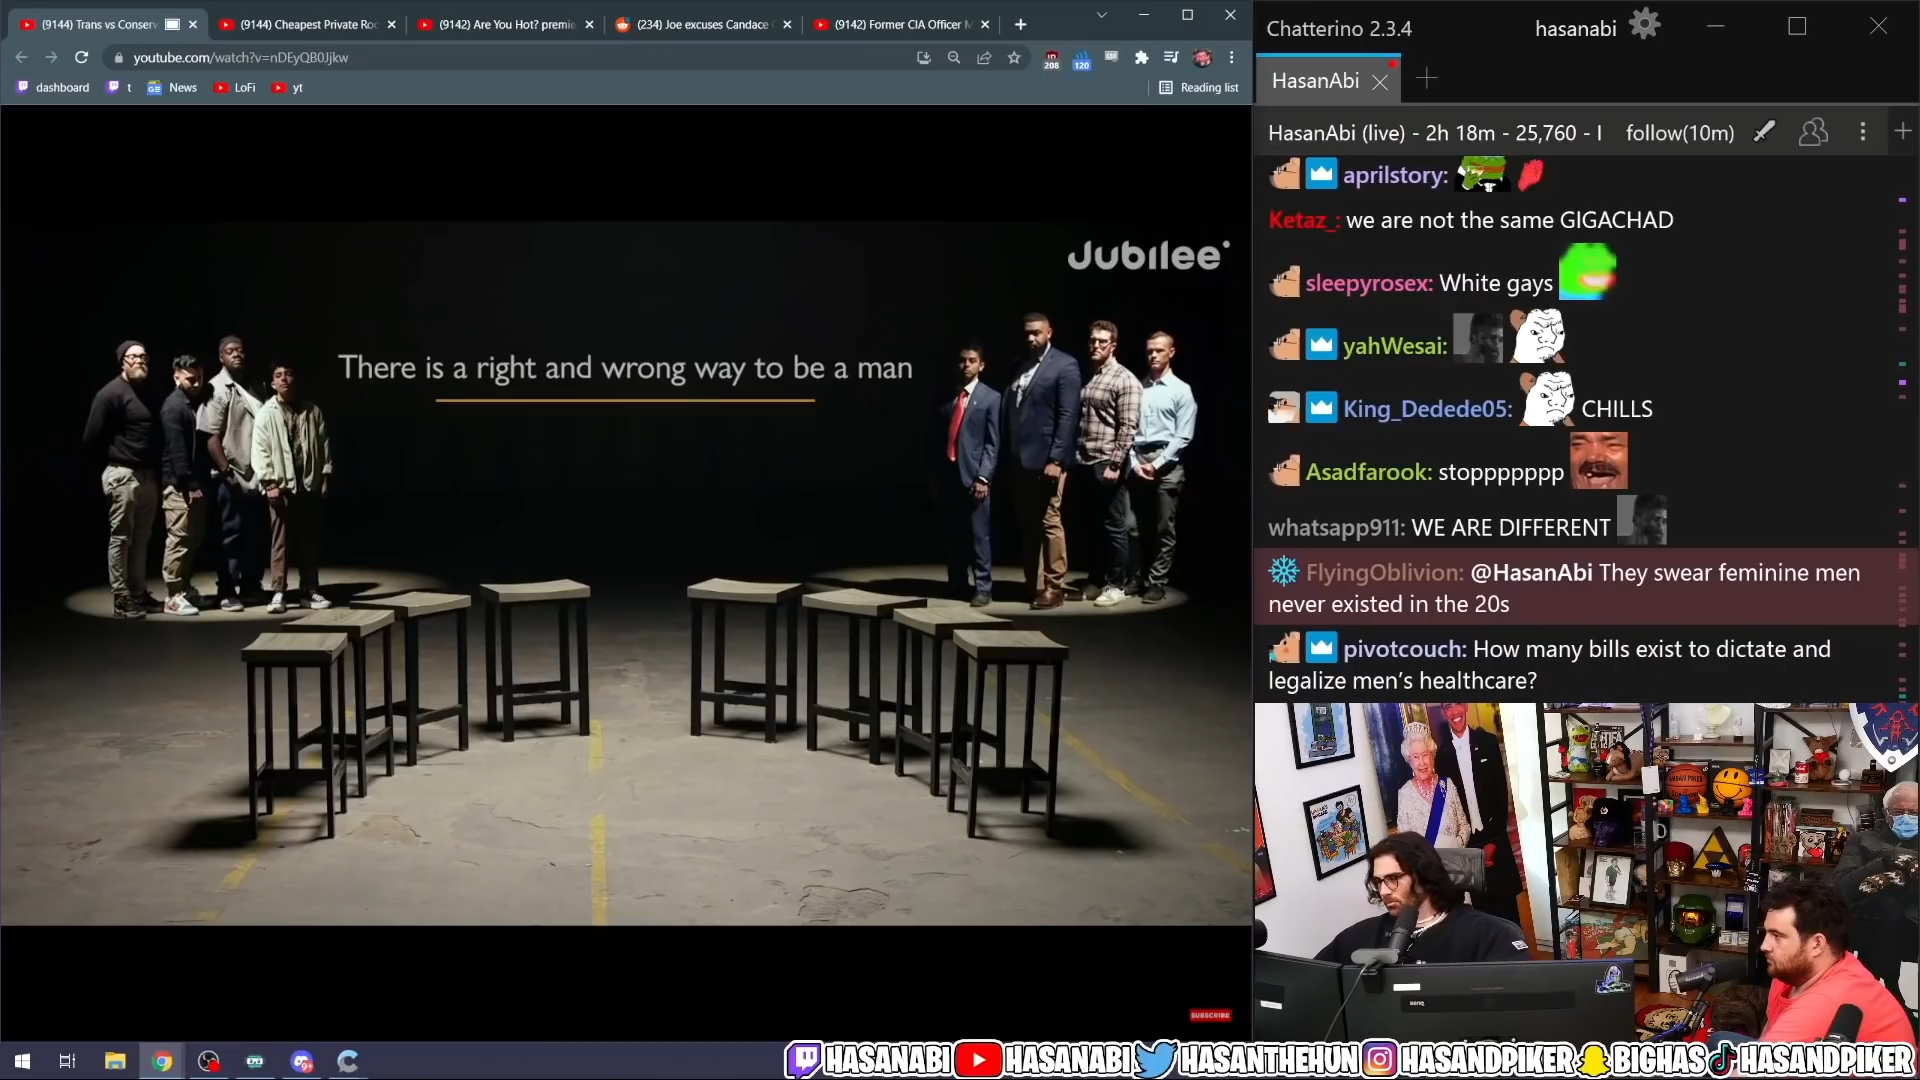 (9144) Trans vs Conserv
(9144) Cheapest Private Ro
(9142) Are You Hot? premie
(234) Joe excuses Candace
(9142) Former CIA Officer
Chatterino 2.3.4
hasanabi
youtube.com/watch?v=nDEyQB0Jjkw
208
120
HasanAbi
dashboard
t
News
LoFi
yt
Reading list
HasanAbi (live) - 2h 18m - 25,760 - I
follow(10m)
aprilstory:
Ketaz_: we are not the same GIGACHAD
sleepyrosex: White gays
yahWesai:
King_Dedede05: CHILLS
Asadfarook: stoppppppp
whatsapp911: WE ARE DIFFERENT
FlyingOblivion: @HasanAbi They swear feminine men
never existed in the 20s
pivotcouch: How many bills exist to dictate and
legalize men's healthcare?
Jubilee
There is a right and wrong way to be a man
SUBSCRIBE
HASANABI
HASANABI
HASANTHEHUN
HASANDPIKER
BIGHAS
HASANDPIKER